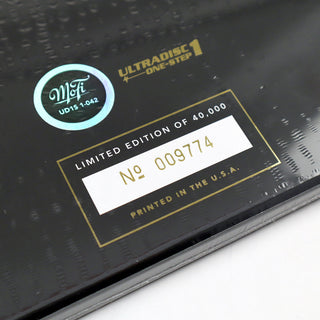 MoFi
UD1S 1-042
ULTRADISC 1
ONE-STEP
LIMITED EDITION OF 40,000
Nº 009774
PRINTED IN THE U.S.A.